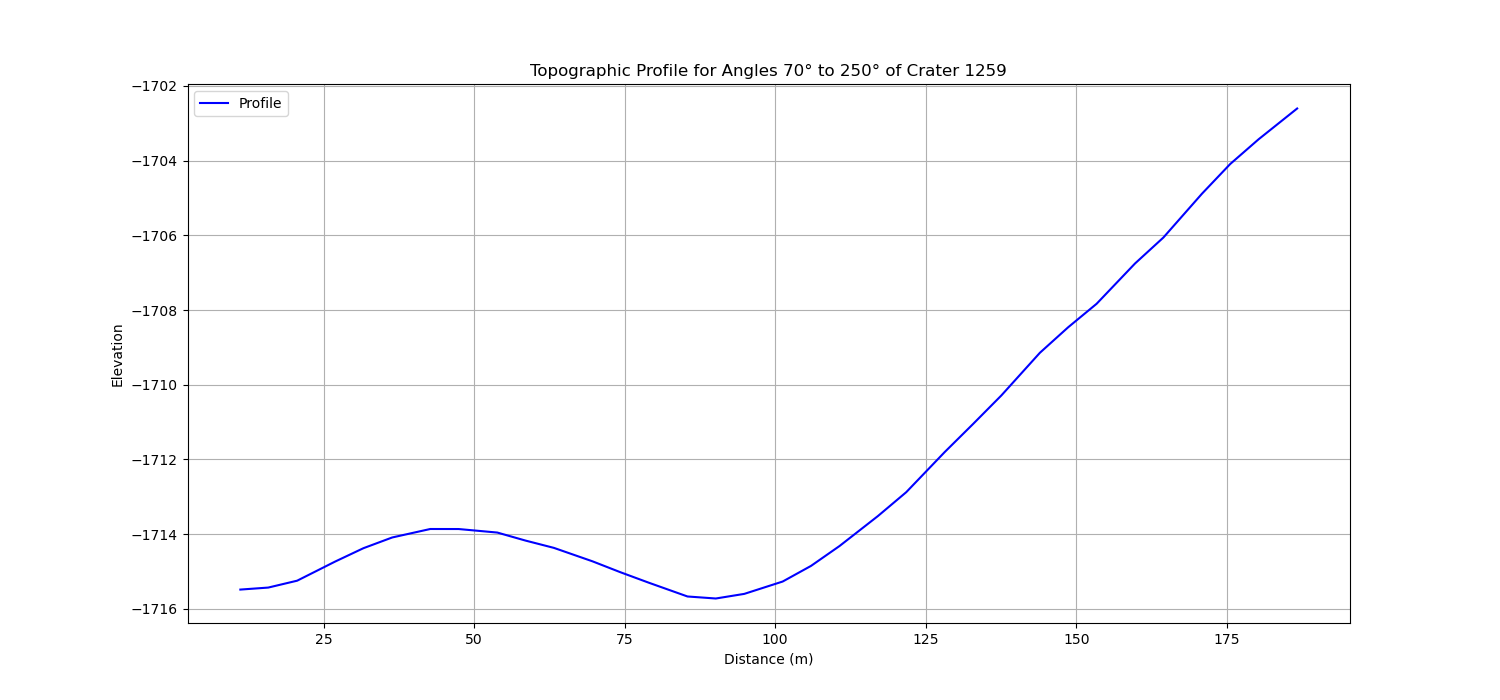 Topographic Profile for Angles 70° to 250° of Crater 1259
Profile
−1702
−1704
−1706
−1708
−1710
−1712
−1714
−1716
Elevation
25 50 75 100 125 150 175
Distance (m)